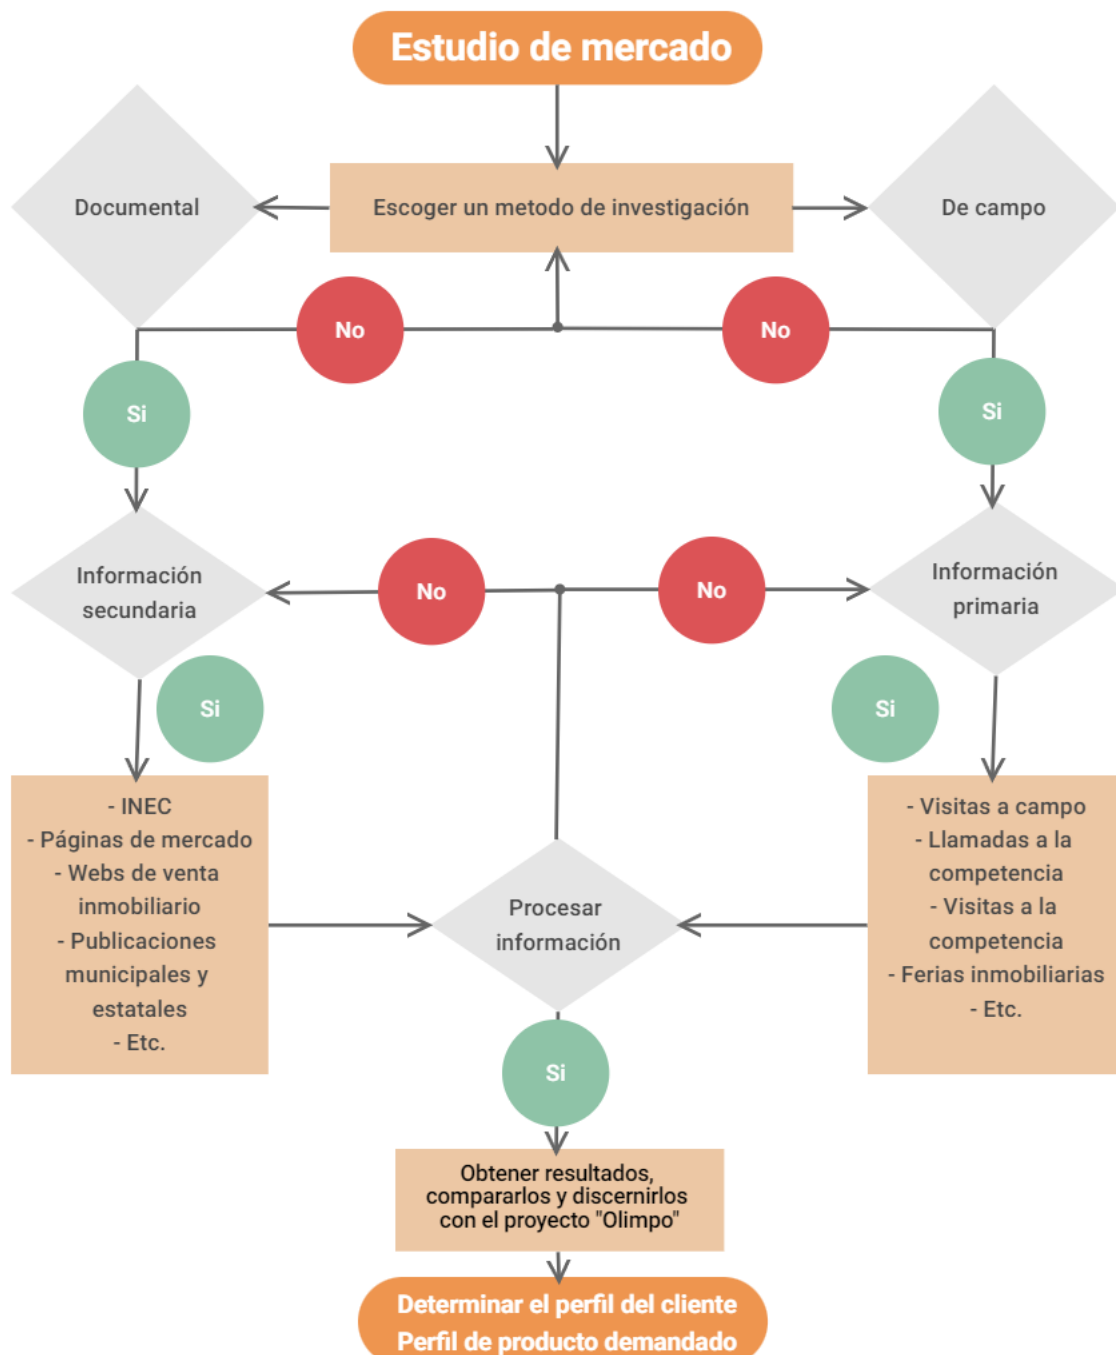 Estudio de mercado
Documental
Escoger un metodo de investigación
De campo
No
No
Si
Si
Información
secundaria
No
No
Información
primaria
Si
Si
- INEC
- Páginas de mercado
- Webs de venta
inmobiliario
- Publicaciones
municipales y
estatales
- Etc.
Procesar
información
- Visitas a campo
- Llamadas a la
competencia
- Visitas a la
competencia
- Ferias inmobiliarias
- Etc.
Si
Obtener resultados,
compararlos y discernirlos
con el proyecto "Olimpo"
Determinar el perfil del cliente
Perfil de producto demandado